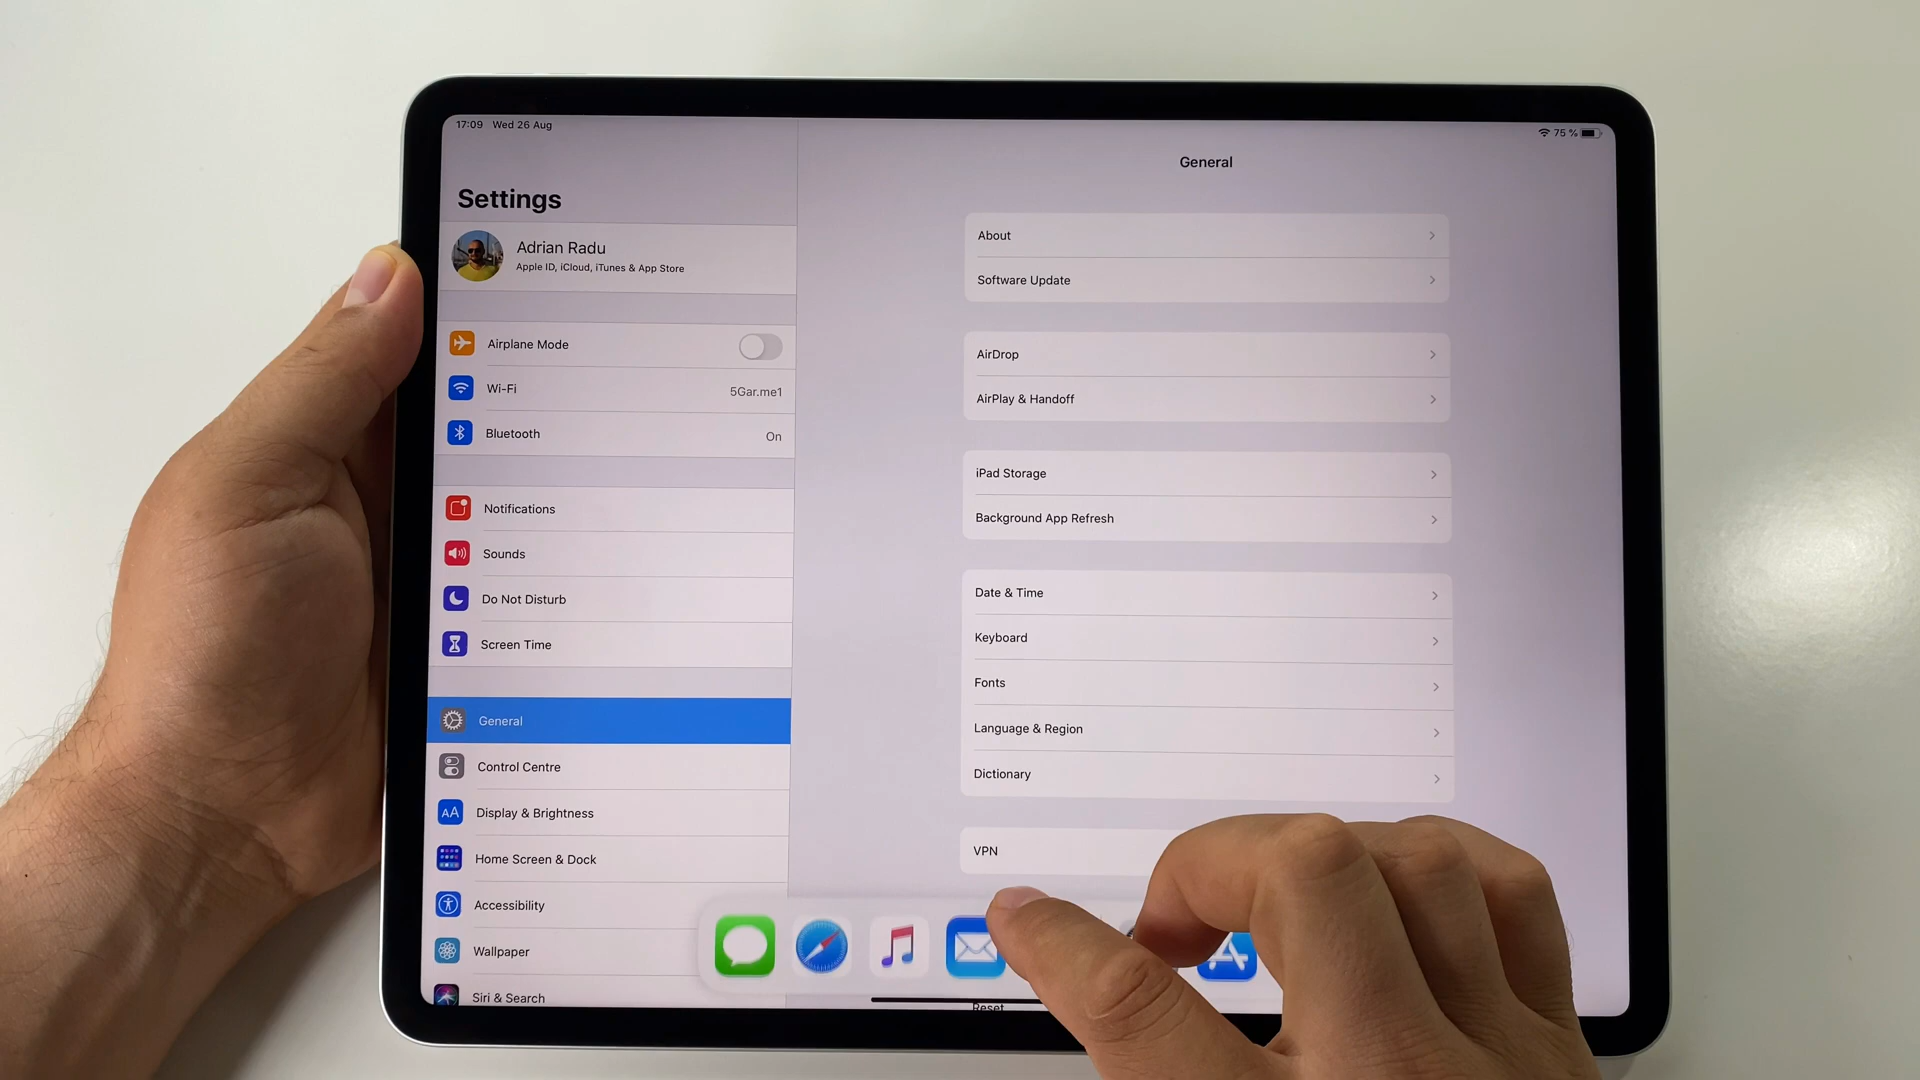 17:09 Wed 26 Aug
75 %
Settings
Adrian Radu
Apple ID, iCloud, iTunes & App Store
Airplane Mode
Wi-Fi 5Gar.me1
Bluetooth On
Notifications
Sounds
Do Not Disturb
Screen Time
General
Control Centre
AA Display & Brightness
Home Screen & Dock
Accessibility
Wallpaper
Siri & Search
General
About
Software Update
AirDrop
AirPlay & Handoff
iPad Storage
Background App Refresh
Date & Time
Keyboard
Fonts
Language & Region
Dictionary
VPN
Reset